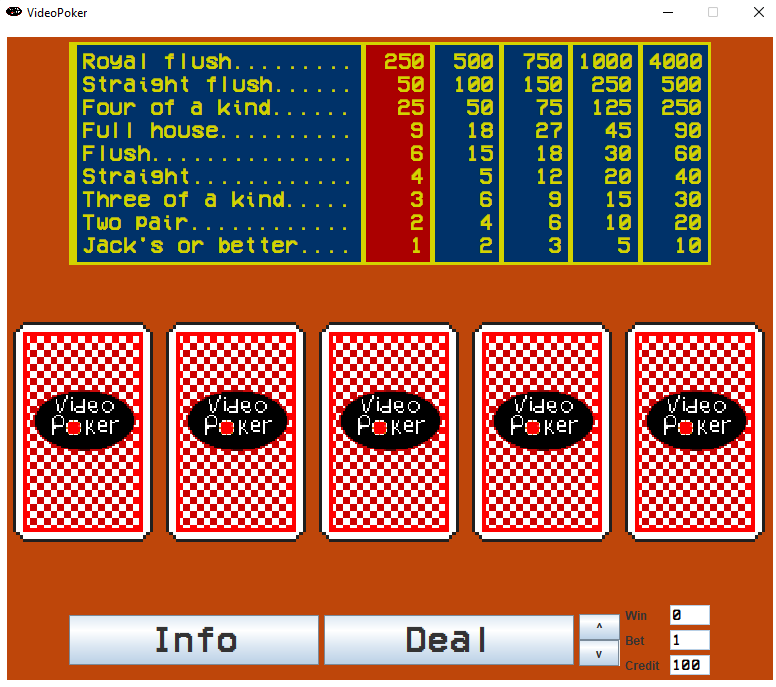 VideoPoker
Royal flush......... 250 500 750 1000 4000
Straight flush...... 50 100 150 250 500
Four of a kind...... 25 50 75 125 250
Full house.......... 9 18 27 45 90
Flush............... 6 15 18 30 60
Straight............ 4 5 12 20 40
Three of a kind..... 3 6 9 15 30
Two pair............ 2 4 6 10 20
Jack's or better.... 1 2 3 5 10
Video Video Video Video Video
Poker Poker Poker Poker Poker
Info Deal ^ v
Win 0
Bet 1
Credit 100